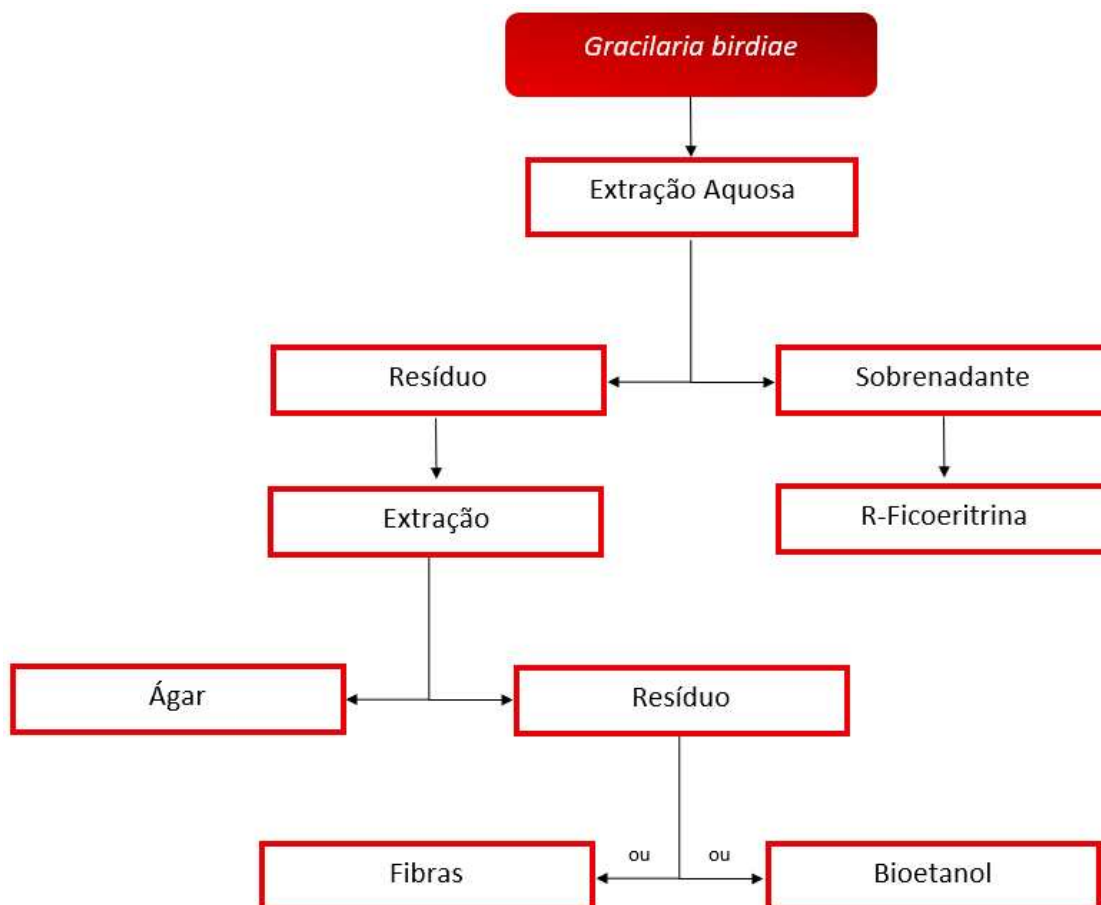 Gracilaria birdiae
Extração Aquosa
Resíduo
Sobrenadante
Extração
R-Ficoeritrina
Ágar
Resíduo
Fibras
ou
ou
Bioetanol